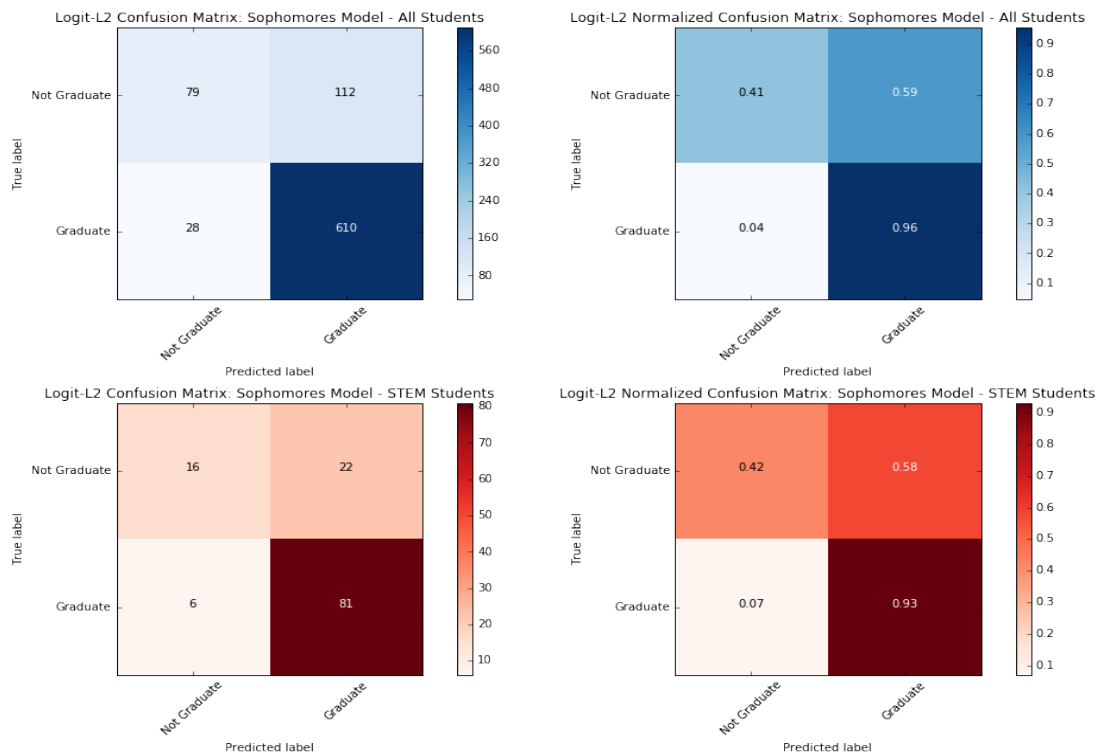 Logit-L2 Confusion Matrix: Sophomores Model - All Students
True label
Not Graduate
Graduate
79
112
28
610
Not Graduate
Graduate
Predicted label
560
480
400
320
240
160
80
Logit-L2 Normalized Confusion Matrix: Sophomores Model - All Students
True label
Not Graduate
Graduate
0.41
0.59
0.04
0.96
Not Graduate
Graduate
Predicted label
0.9
0.8
0.7
0.6
0.5
0.4
0.3
0.2
0.1
Logit-L2 Confusion Matrix: Sophomores Model - STEM Students
True label
Not Graduate
Graduate
16
22
6
81
Not Graduate
Graduate
Predicted label
80
70
60
50
40
30
20
10
Logit-L2 Normalized Confusion Matrix: Sophomores Model - STEM Students
True label
Not Graduate
Graduate
0.42
0.58
0.07
0.93
Not Graduate
Graduate
Predicted label
0.9
0.8
0.7
0.6
0.5
0.4
0.3
0.2
0.1